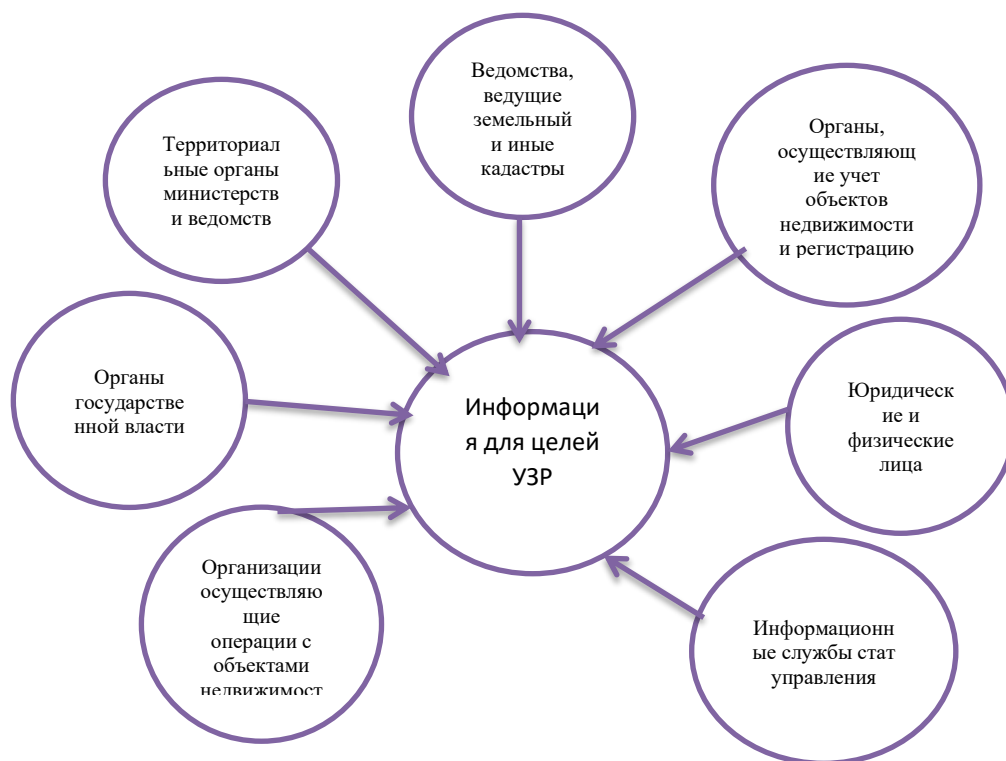 Ведомства,
ведущие
земельный
и иные
кадастры
Территориал
ьные органы
министерств
и ведомств
Органы,
осуществляющ
ие учет
объектов
недвижимости
и регистрацию
Органы
государстве
нной власти
Информаци
я для целей
УЗР
Юридическ
ие и
физические
лица
Организации
осуществляю
щие
операции с
объектами
недвижимост
Информационн
ые службы стат
управления